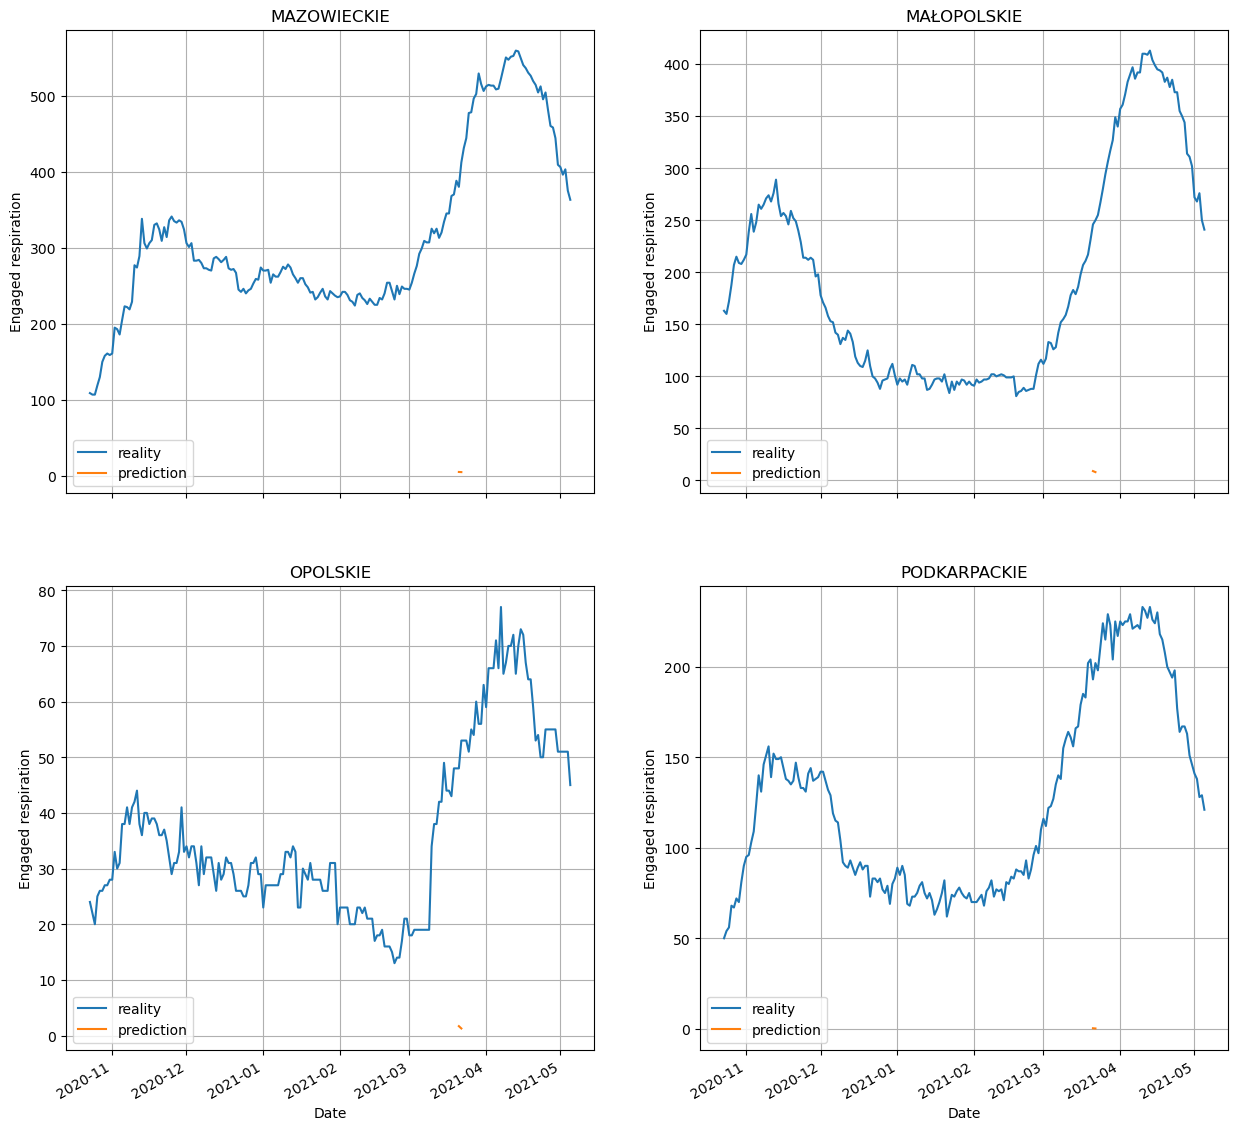 MAZOWIECKIE
Engaged respiration
500
400
300
200
100
0
reality
prediction
MAŁOPOLSKIE
Engaged respiration
400
350
300
250
200
150
100
50
0
reality
prediction
OPOLSKIE
Engaged respiration
80
70
60
50
40
30
20
10
0
reality
prediction
2020-11
2020-12
2021-01
2021-02
2021-03
2021-04
2021-05
Date
PODKARPACKIE
Engaged respiration
200
150
100
50
0
reality
prediction
2020-11
2020-12
2021-01
2021-02
2021-03
2021-04
2021-05
Date